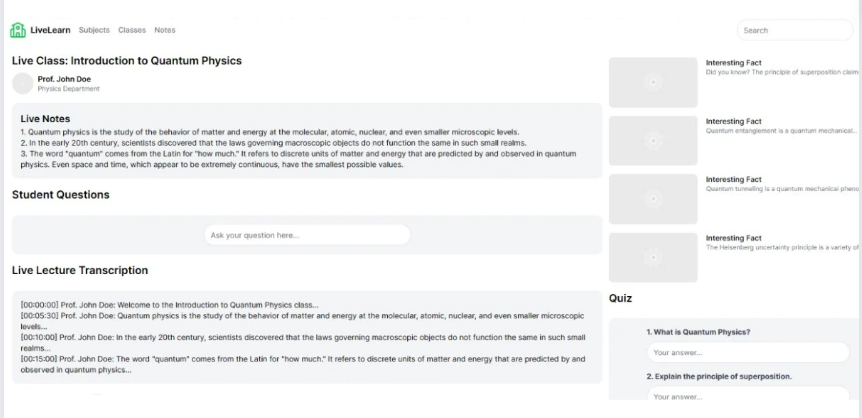 LiveLearn Subjects Classes Notes
Search
Live Class: Introduction to Quantum Physics
Prof. John Doe
Physics Department
Live Notes
1. Quantum physics is the study of the behavior of matter and energy at the molecular, atomic, nuclear, and even smaller microscopic levels.
2. In the early 20th century, scientists discovered that the laws governing macroscopic objects do not function the same in such small realms.
3. The word "quantum" comes from the Latin for "how much." It refers to discrete units of matter and energy that are predicted by and observed in quantum
physics. Even space and time, which appear to be extremely continuous, have the smallest possible values.
Student Questions
Ask your question here...
Live Lecture Transcription
[00:00:00] Prof. John Doe: Welcome to the Introduction to Quantum Physics class...
[00:05:30] Prof. John Doe: Quantum physics is the study of the behavior of matter and energy at the molecular, atomic, nuclear, and even smaller microscopic
levels...
[00:10:00] Prof. John Doe: In the early 20th century, scientists discovered that the laws governing macroscopic objects do not function the same in such small
realms...
[00:15:00] Prof. John Doe: The word "quantum" comes from the Latin for "how much." It refers to discrete units of matter and energy that are predicted by and
observed in quantum physics...
Interesting Fact
Did you know? The principle of superposition claim
Interesting Fact
Quantum entanglement is a quantum mechanical...
Interesting Fact
Quantum tunneling is a quantum mechanical pheno
Interesting Fact
The Heisenberg uncertainty principle is a variety of
Quiz
1. What is Quantum Physics?
Your answer...
2. Explain the principle of superposition.
Your answer...